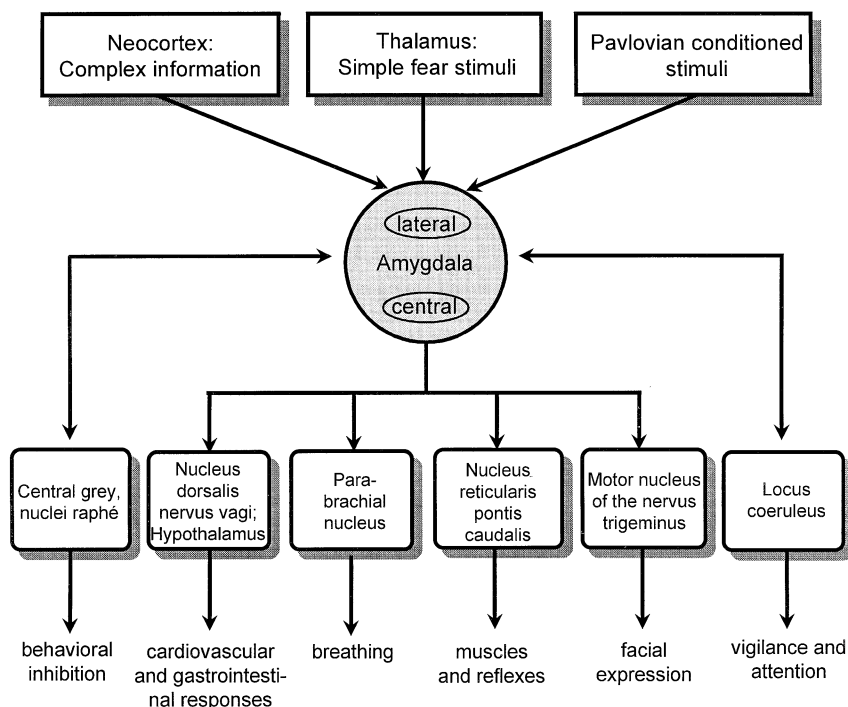 Neocortex:
Complex information
Thalamus:
Simple fear stimuli
Pavlovian conditioned
stimuli
lateral
Amygdala
central
Central grey,
nuclei raphé
Nucleus
dorsalis
nervus vagi;
Hypothalamus
Para-
brachial
nucleus
Nucleus
reticularis
pontis
caudalis
Motor nucleus
of the nervus
trigeminus
Locus
coeruleus
behavioral
inhibition
cardiovascular
and gastrointesti-
nal responses
breathing
muscles
and reflexes
facial
expression
vigilance and
attention